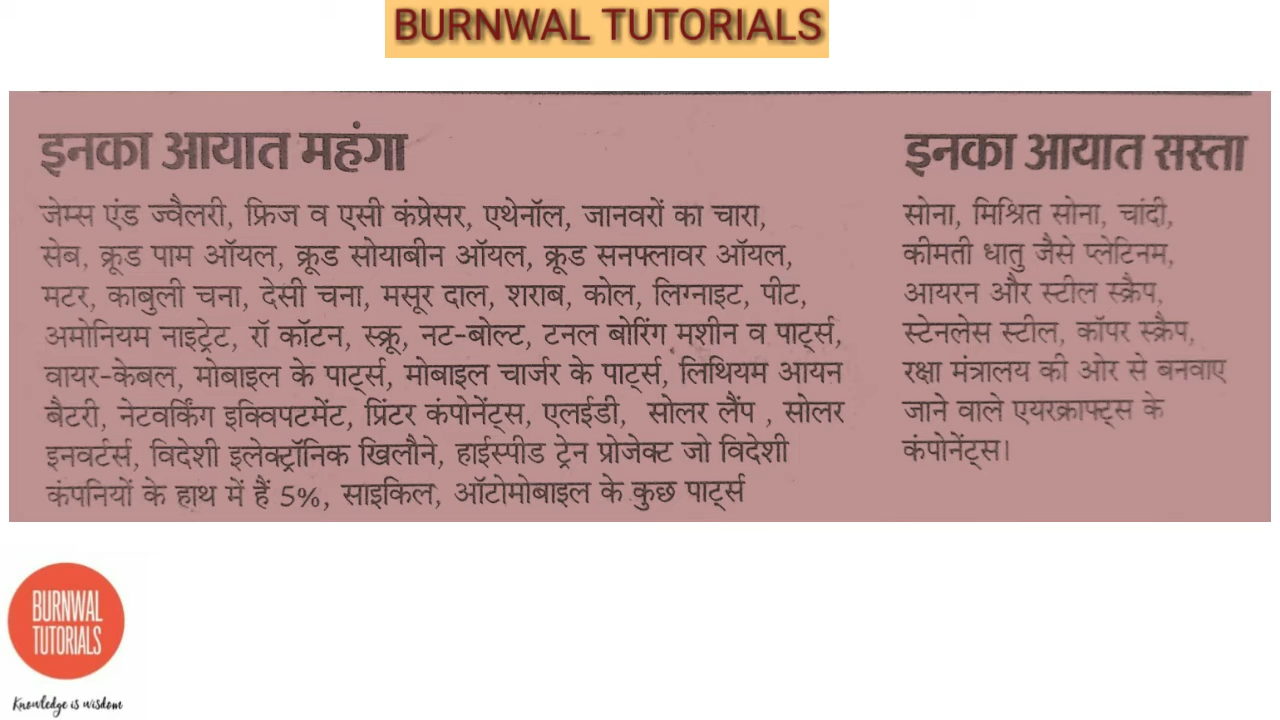 BURNWAL TUTORIALS
इनका आयात महंगा
जेम्स एंड ज्वैलरी, फ्रिज व एसी कंप्रेसर, एथेनॉल, जानवरों का चारा,
सेब, क्रूड पाम ऑयल, क्रूड सोयाबीन ऑयल, क्रूड सनफ्लावर ऑयल,
मटर, काबुली चना, देसी चना, मसूर दाल, शराब, कोल, लिग्नाइट, पीट,
अमोनियम नाइट्रेट, रॉ कॉटन, स्क्रू, नट-बोल्ट, टनल बोरिंग मशीन व पार्ट्स,
वायर-केबल, मोबाइल के पार्ट्स, मोबाइल चार्जर के पार्ट्स, लिथियम आयन
बैटरी, नेटवर्किंग इक्विपटमेंट, प्रिंटर कंपोनेंट्स, एलईडी, सोलर लैंप , सोलर
इनवर्टर्स, विदेशी इलेक्ट्रॉनिक खिलौने, हाईस्पीड ट्रेन प्रोजेक्ट जो विदेशी
कंपनियों के हाथ में हैं 5%, साइकिल, ऑटोमोबाइल के कुछ पार्ट्स
इनका आयात सस्ता
सोना, मिश्रित सोना, चांदी,
कीमती धातु जैसे प्लेटिनम,
आयरन और स्टील स्क्रैप,
स्टेनलेस स्टील, कॉपर स्क्रैप,
रक्षा मंत्रालय की ओर से बनवाए
जाने वाले एयरक्राफ्ट्स के
कंपोनेंट्स।
BURNWAL
TUTORIALS
Knowledge is wisdom